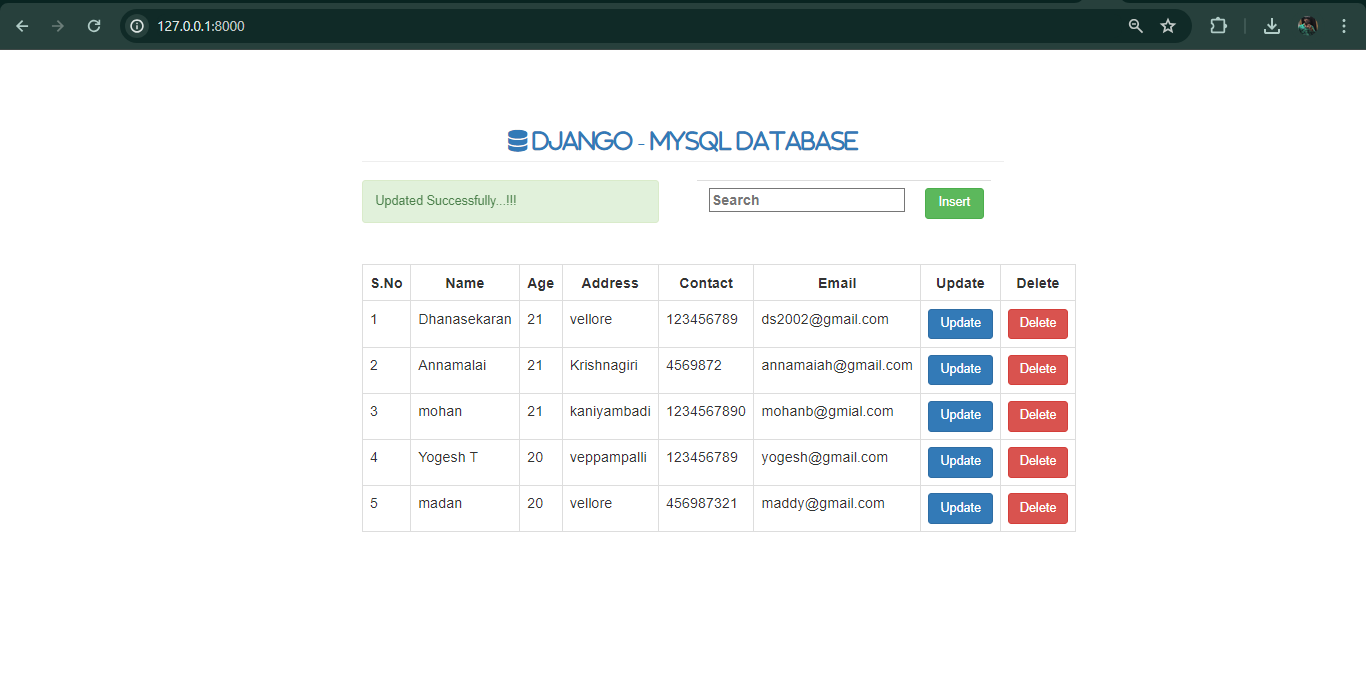 127.0.0.1:8000
DJANGO - MYSQL DATABASE
Updated Successfully...!!!
Search
Insert
S.No Name Age Address Contact Email Update Delete
1 Dhanasekaran 21 vellore 123456789 ds2002@gmail.com Update Delete
2 Annamalai 21 Krishnagiri 4569872 annamaiah@gmail.com Update Delete
3 mohan 21 kaniyambadi 1234567890 mohanb@gmial.com Update Delete
4 Yogesh T 20 veppampalli 123456789 yogesh@gmail.com Update Delete
5 madan 20 vellore 456987321 maddy@gmail.com Update Delete